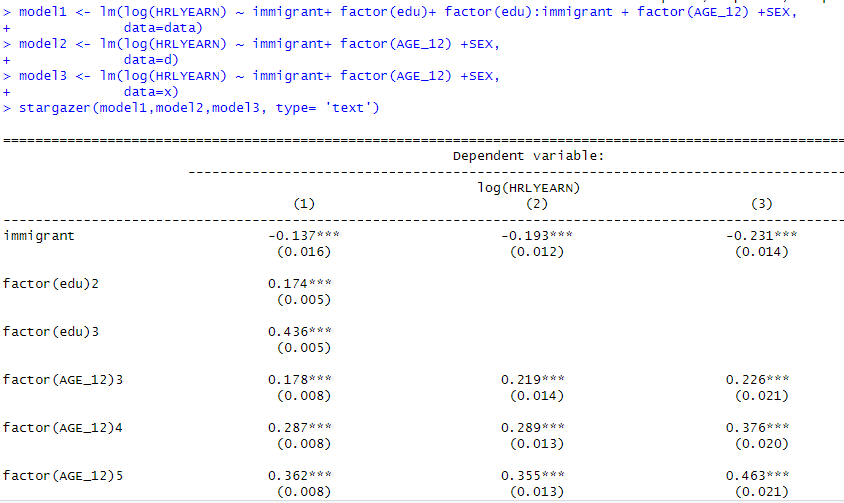 > model1 <- lm(log(HRLYEARN) ~ immigrant+ factor(edu)+ factor(edu):immigrant + factor(AGE_12) +SEX,
+ data=data)
> model2 <- lm(log(HRLYEARN) ~ immigrant+ factor(AGE_12) +SEX,
+ data=d)
> model3 <- lm(log(HRLYEARN) ~ immigrant+ factor(AGE_12) +SEX,
+ data=x)
> stargazer(model1,model2,model3, type= 'text')
Dependent variable:
log(HRLYEARN)
(1) (2) (3)
immigrant -0.137*** -0.193*** -0.231***
(0.016) (0.012) (0.014)
factor(edu)2 0.174***
(0.005)
factor(edu)3 0.436***
(0.005)
factor(AGE_12)3 0.178*** 0.219*** 0.226***
(0.008) (0.014) (0.021)
factor(AGE_12)4 0.287*** 0.289*** 0.376***
(0.008) (0.013) (0.020)
factor(AGE_12)5 0.362*** 0.355*** 0.463***
(0.008) (0.013) (0.021)